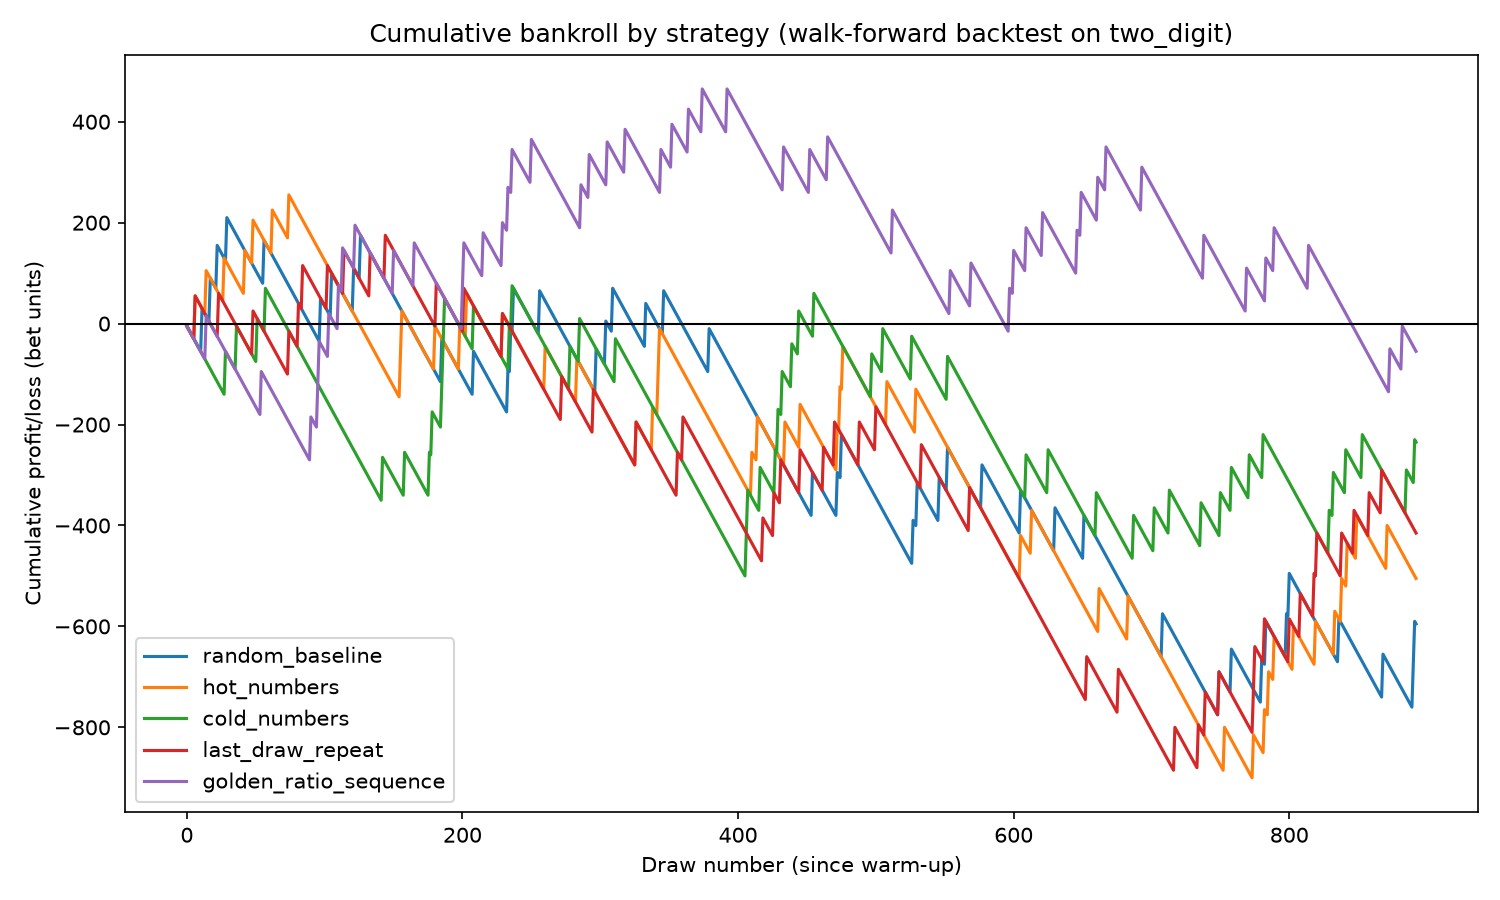 Cumulative bankroll by strategy (walk-forward backtest on two_digit)
Cumulative profit/loss (bet units)
400
200
0
−200
−400
−600
−800
random_baseline
hot_numbers
cold_numbers
last_draw_repeat
golden_ratio_sequence
0 200 400 600 800
Draw number (since warm-up)